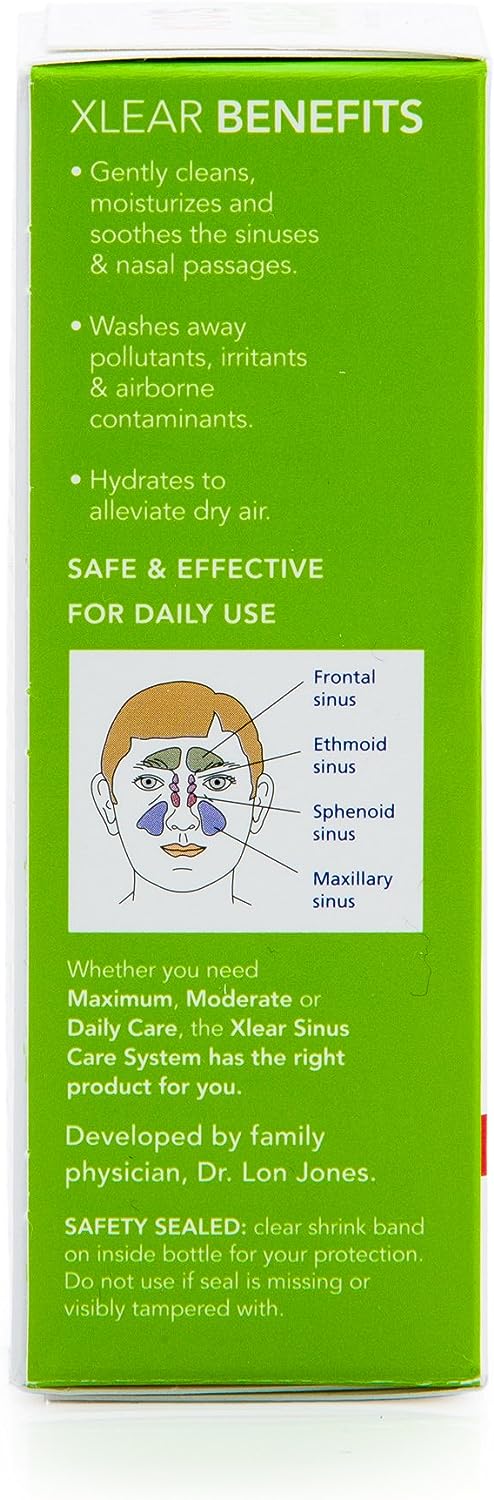 XLEAR BENEFITS
• Gently cleans,
moisturizes and
soothes the sinuses
& nasal passages.
• Washes away
pollutants, irritants
& airborne
contaminants.
• Hydrates to
alleviate dry air.
SAFE & EFFECTIVE
FOR DAILY USE
Frontal
sinus
Ethmoid
sinus
Sphenoid
sinus
Maxillary
sinus
Whether you need
Maximum, Moderate or
Daily Care, the Xlear Sinus
Care System has the right
product for you.
Developed by family
physician, Dr. Lon Jones.
SAFETY SEALED: clear shrink band
on inside bottle for your protection.
Do not use if seal is missing or
visibly tampered with.